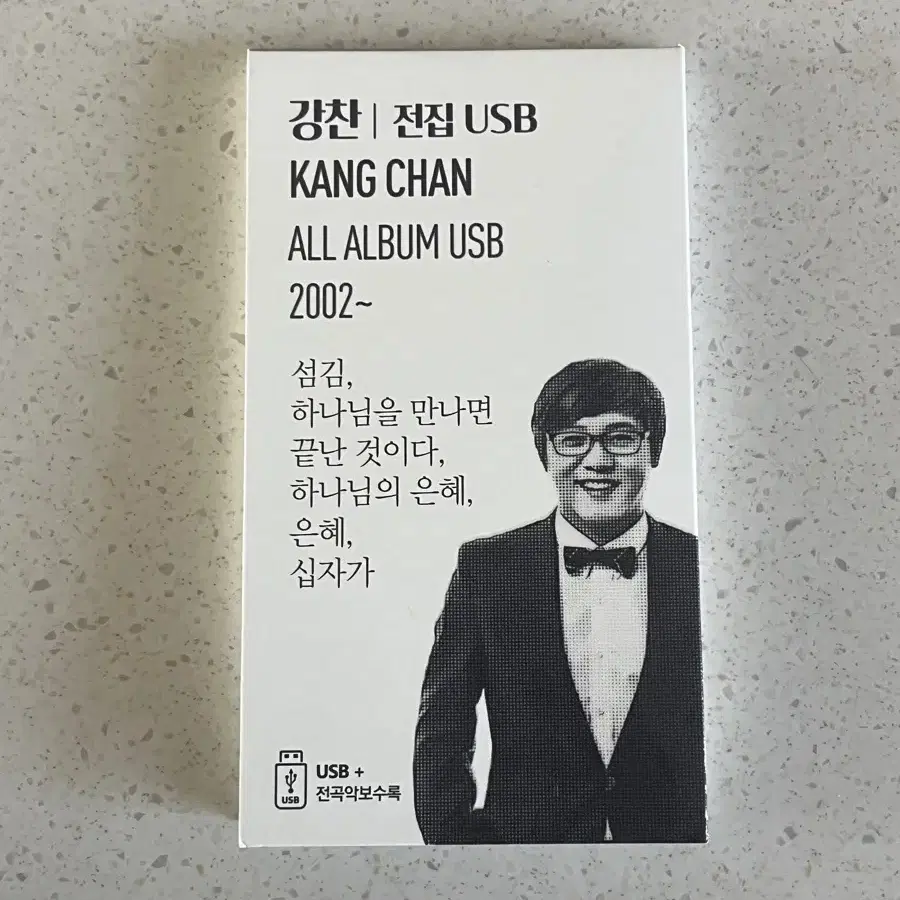 강찬 | 전집 USB
KANG CHAN
ALL ALBUM USB
2002~
섬김,
하나님을 만나면
끝난 것이다,
하나님의 은혜,
은혜,
십자가
USB
USB +
전곡악보수록